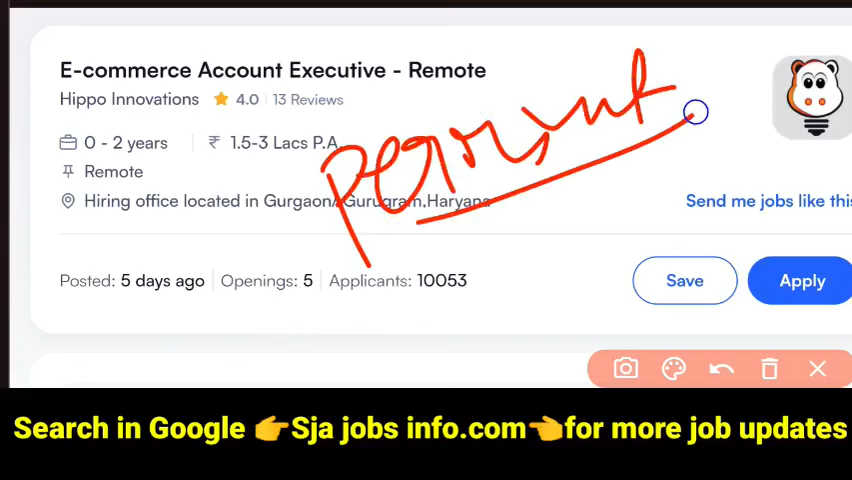 E-commerce Account Executive - Remote
Hippo Innovations 4.0 13 Reviews
0 - 2 years ₹ 1.5-3 Lacs P.A.
Remote
Hiring office located in Gurgaon/Gurugram,Haryana
Send me jobs like this
Posted: 5 days ago Openings: 5 Applicants: 10053
Save Apply
Search in Google 👉Sja jobs info.com👈for more job updates